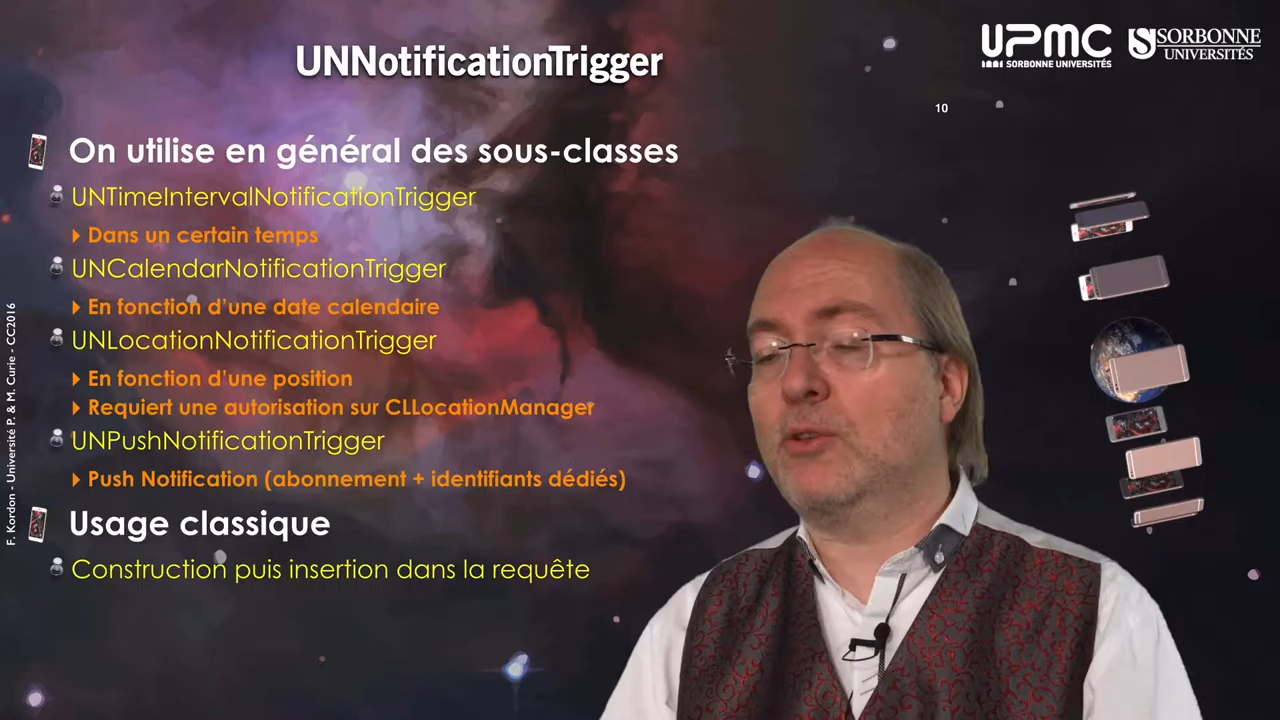 UNNotificationTrigger
UPMC
SORBONNE UNIVERSITÉS
SORBONNE
UNIVERSITÉS
10
On utilise en général des sous-classes
UNTimeIntervalNotificationTrigger
Dans un certain temps
UNCalendarNotificationTrigger
En fonction d'une date calendaire
UNLocationNotificationTrigger
En fonction d'une position
Requiert une autorisation sur CLLocationManager
UNPushNotificationTrigger
Push Notification (abonnement + identifiants dédiés)
Usage classique
Construction puis insertion dans la requête
F. Kordon - Université P. & M. Curie - CC2016